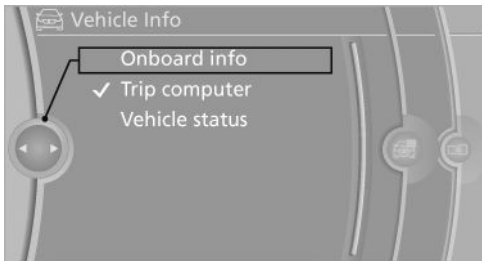 Vehicle Info
Onboard info
Trip computer
Vehicle status